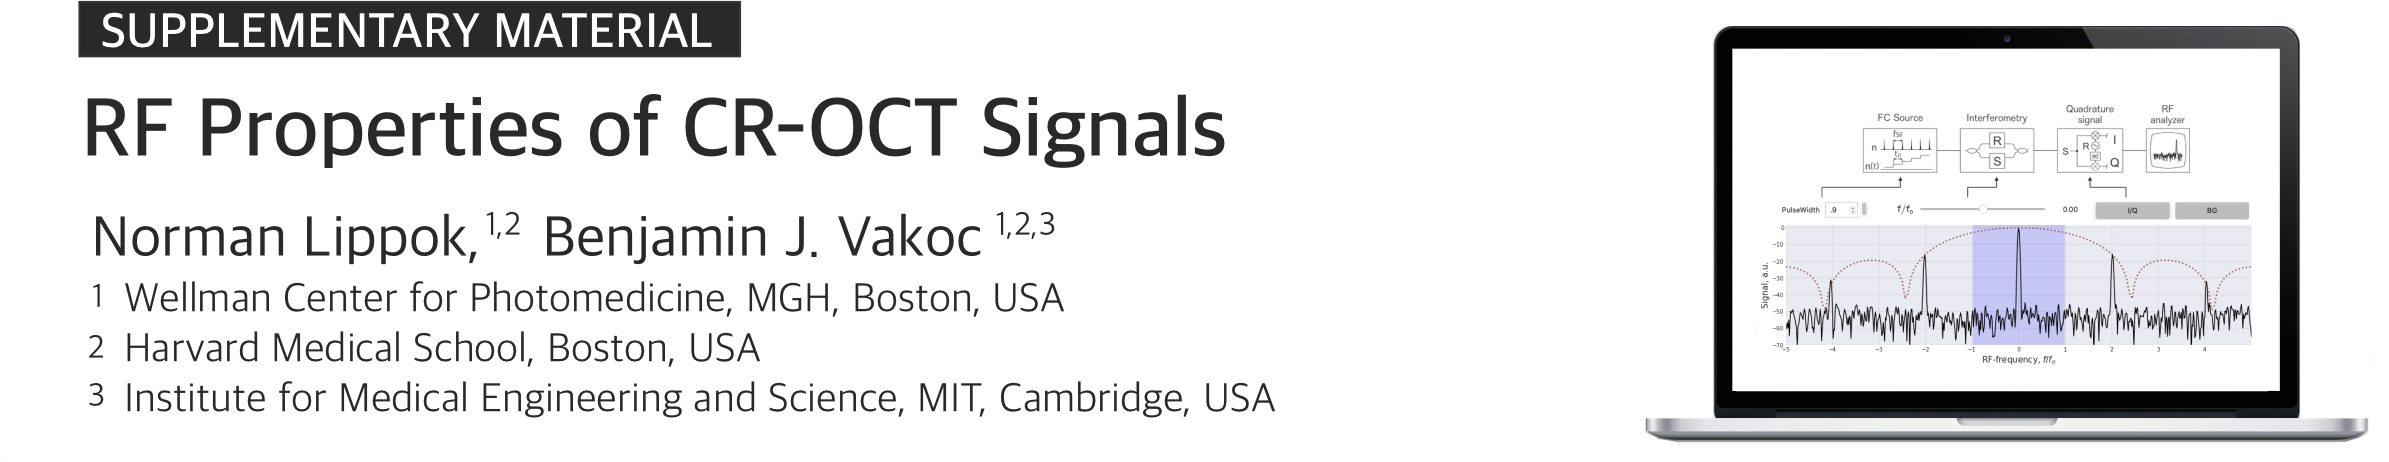 SUPPLEMENTARY MATERIAL
RF Properties of CR-OCT Signals
Norman Lippok,1,2 Benjamin J. Vakoc 1,2,3
1 Wellman Center for Photomedicine, MGH, Boston, USA
2 Harvard Medical School, Boston, USA
3 Institute for Medical Engineering and Science, MIT, Cambridge, USA
FC Source
Interferometry
Quadrature signal
RF analyzer
fsr
n
tp
n(t)
R
S
S
R
90°
I
Q
PulseWidth
.9
f/fo
0.00
I/Q
BG
Signal, a.u.
0
−10
−20
−30
−40
−50
−60
−70
−5 −4 −3 −2 −1 0 1 2 3 4
RF-frequency, f/fo